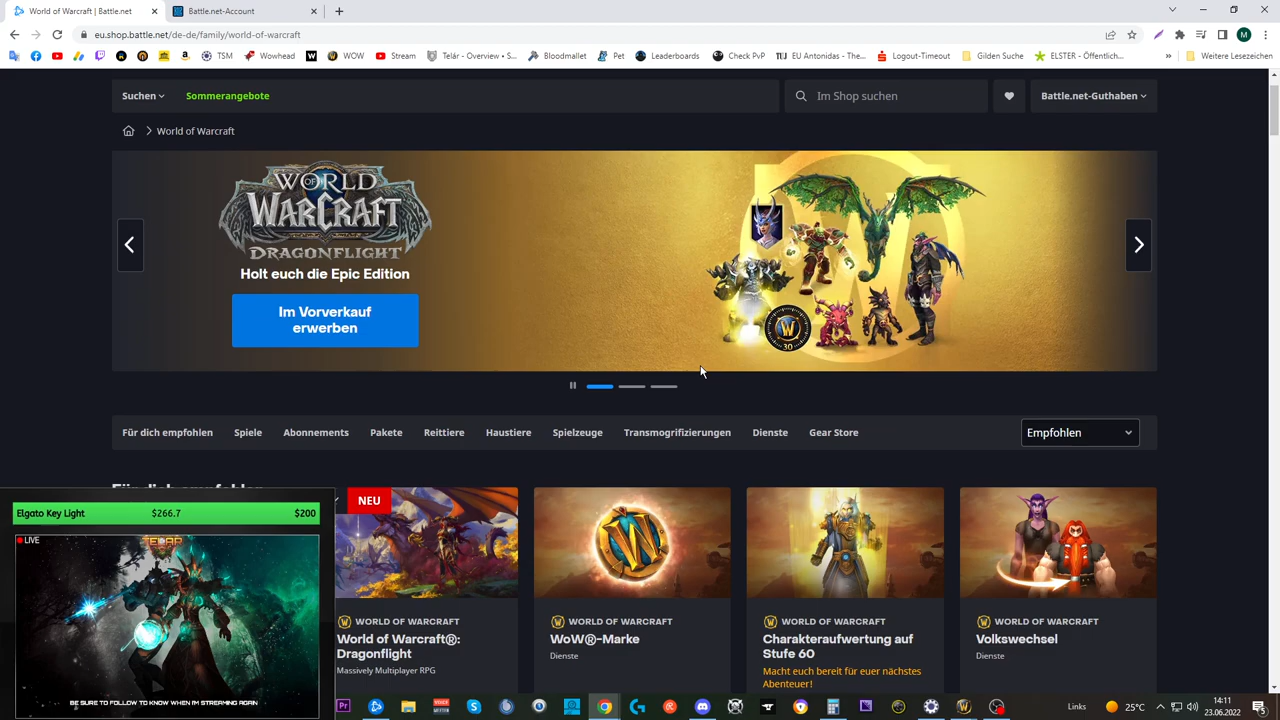 World of Warcraft | Battle.net
Battle.net-Account
eu.shop.battle.net/de-de/family/world-of-warcraft
M
TSM
Wowhead
WOW
Stream
Telár - Overview • S...
Bloodmallet
Pet
Leaderboards
Check PvP
EU Antonidas - The...
Logout-Timeout
Gilden Suche
ELSTER - Öffentlich...
»
Weitere Lesezeichen
Suchen
Sommerangebote
Im Shop suchen
Battle.net-Guthaben
World of Warcraft
WORLD
OF
WARCRAFT
DRAGONFLIGHT
Holt euch die Epic Edition
Im Vorverkauf
erwerben
30
Für dich empfohlen
Spiele
Abonnements
Pakete
Reittiere
Haustiere
Spielzeuge
Transmogrifizierungen
Dienste
Gear Store
Empfohlen
Für dich empfohlen
NEU
WORLD OF WARCRAFT
World of Warcraft®:
Dragonflight
Massively Multiplayer RPG
WORLD OF WARCRAFT
WoW®-Marke
Dienste
WORLD OF WARCRAFT
Charakteraufwertung auf
Stufe 60
Macht euch bereit für euer nächstes
Abenteuer!
WORLD OF WARCRAFT
Volkswechsel
Dienste
Elgato Key Light $266.7 $200
LIVE
BE SURE TO FOLLOW TO KNOW WHEN I'M STREAMING AGAIN
Pr
Links
25°C
14:11
23.06.2022